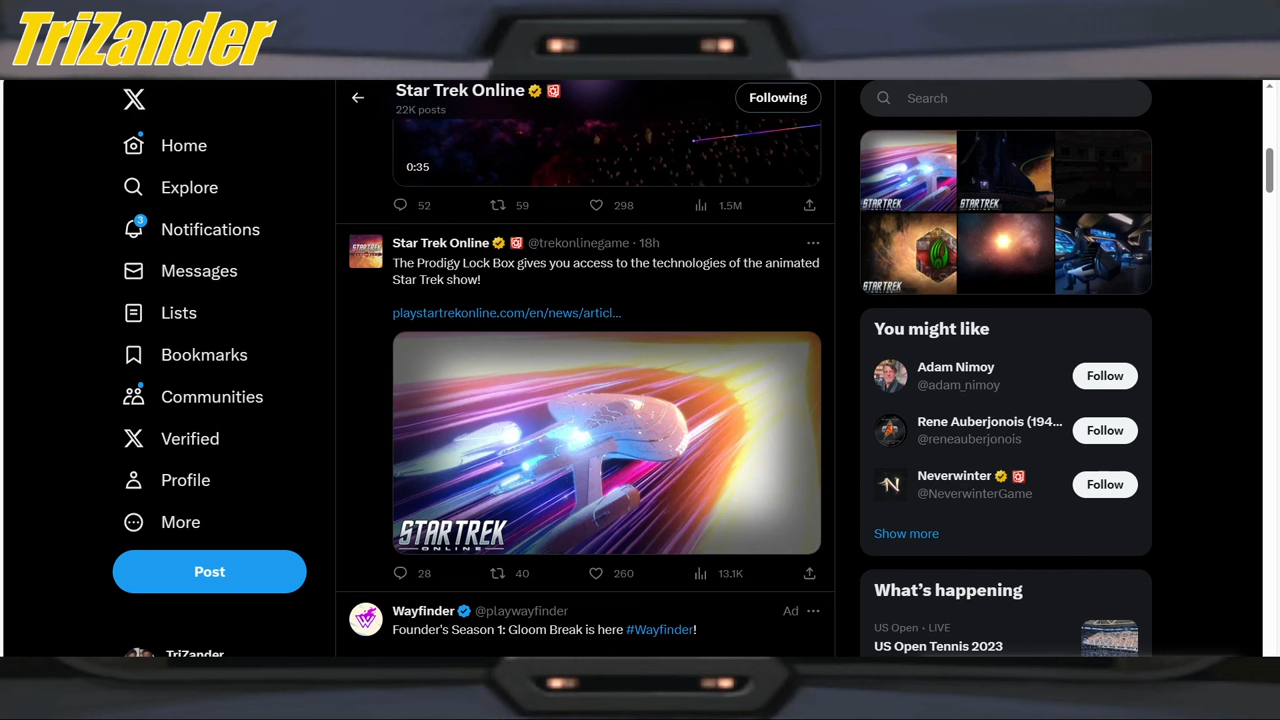 TriZander
Home
Explore
3
Notifications
Messages
Lists
Bookmarks
Communities
Verified
Profile
More
Post
TriZander
Star Trek Online
22K posts
Following
0:35
52 59 298 1.5M
Star Trek Online @trekonlinegame · 18h
The Prodigy Lock Box gives you access to the technologies of the animated
Star Trek show!
playstartrekonline.com/en/news/articl...
STAR TREK
ONLINE
28 40 260 13.1K
Wayfinder @playwayfinder Ad
Founder's Season 1: Gloom Break is here #Wayfinder!
Search
STAR TREK
STAR TREK
STAR TREK
You might like
Adam Nimoy
@adam_nimoy
Follow
Rene Auberjonois (194...
@reneauberjonois
Follow
Neverwinter
@NeverwinterGame
Follow
Show more
What's happening
US Open · LIVE
US Open Tennis 2023